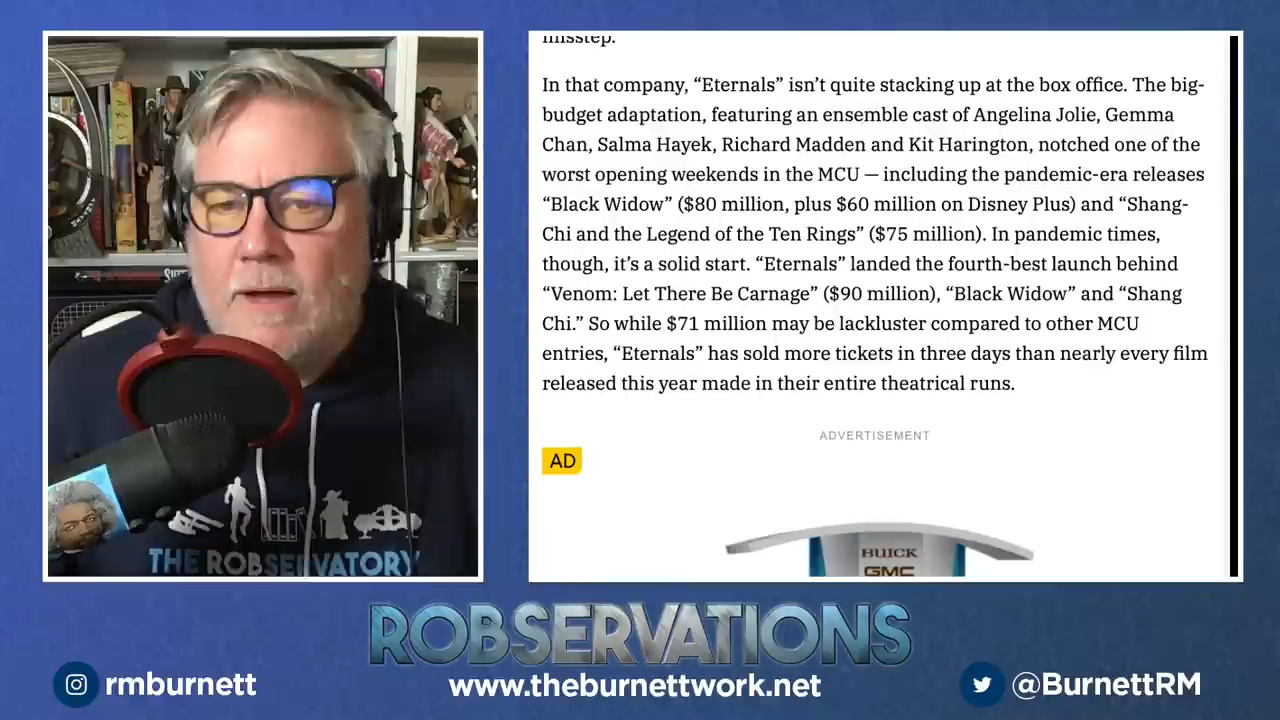 misstep.
In that company, “Eternals” isn’t quite stacking up at the box office. The big-
budget adaptation, featuring an ensemble cast of Angelina Jolie, Gemma
Chan, Salma Hayek, Richard Madden and Kit Harington, notched one of the
worst opening weekends in the MCU — including the pandemic-era releases
“Black Widow” ($80 million, plus $60 million on Disney Plus) and “Shang-
Chi and the Legend of the Ten Rings” ($75 million). In pandemic times,
though, it’s a solid start. “Eternals” landed the fourth-best launch behind
“Venom: Let There Be Carnage” ($90 million), “Black Widow” and “Shang
Chi.” So while $71 million may be lackluster compared to other MCU
entries, “Eternals” has sold more tickets in three days than nearly every film
released this year made in their entire theatrical runs.
ADVERTISEMENT
AD
BUICK
GMC
THE ROBSERVATORY
ROBSERVATIONS
rmburnett
www.theburnettwork.net
@BurnettRM